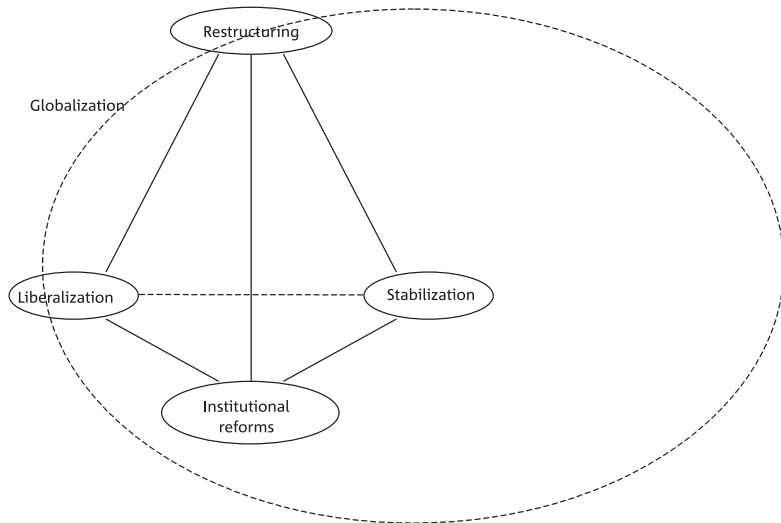 Restructuring
Globalization
Liberalization
Stabilization
Institutional
reforms